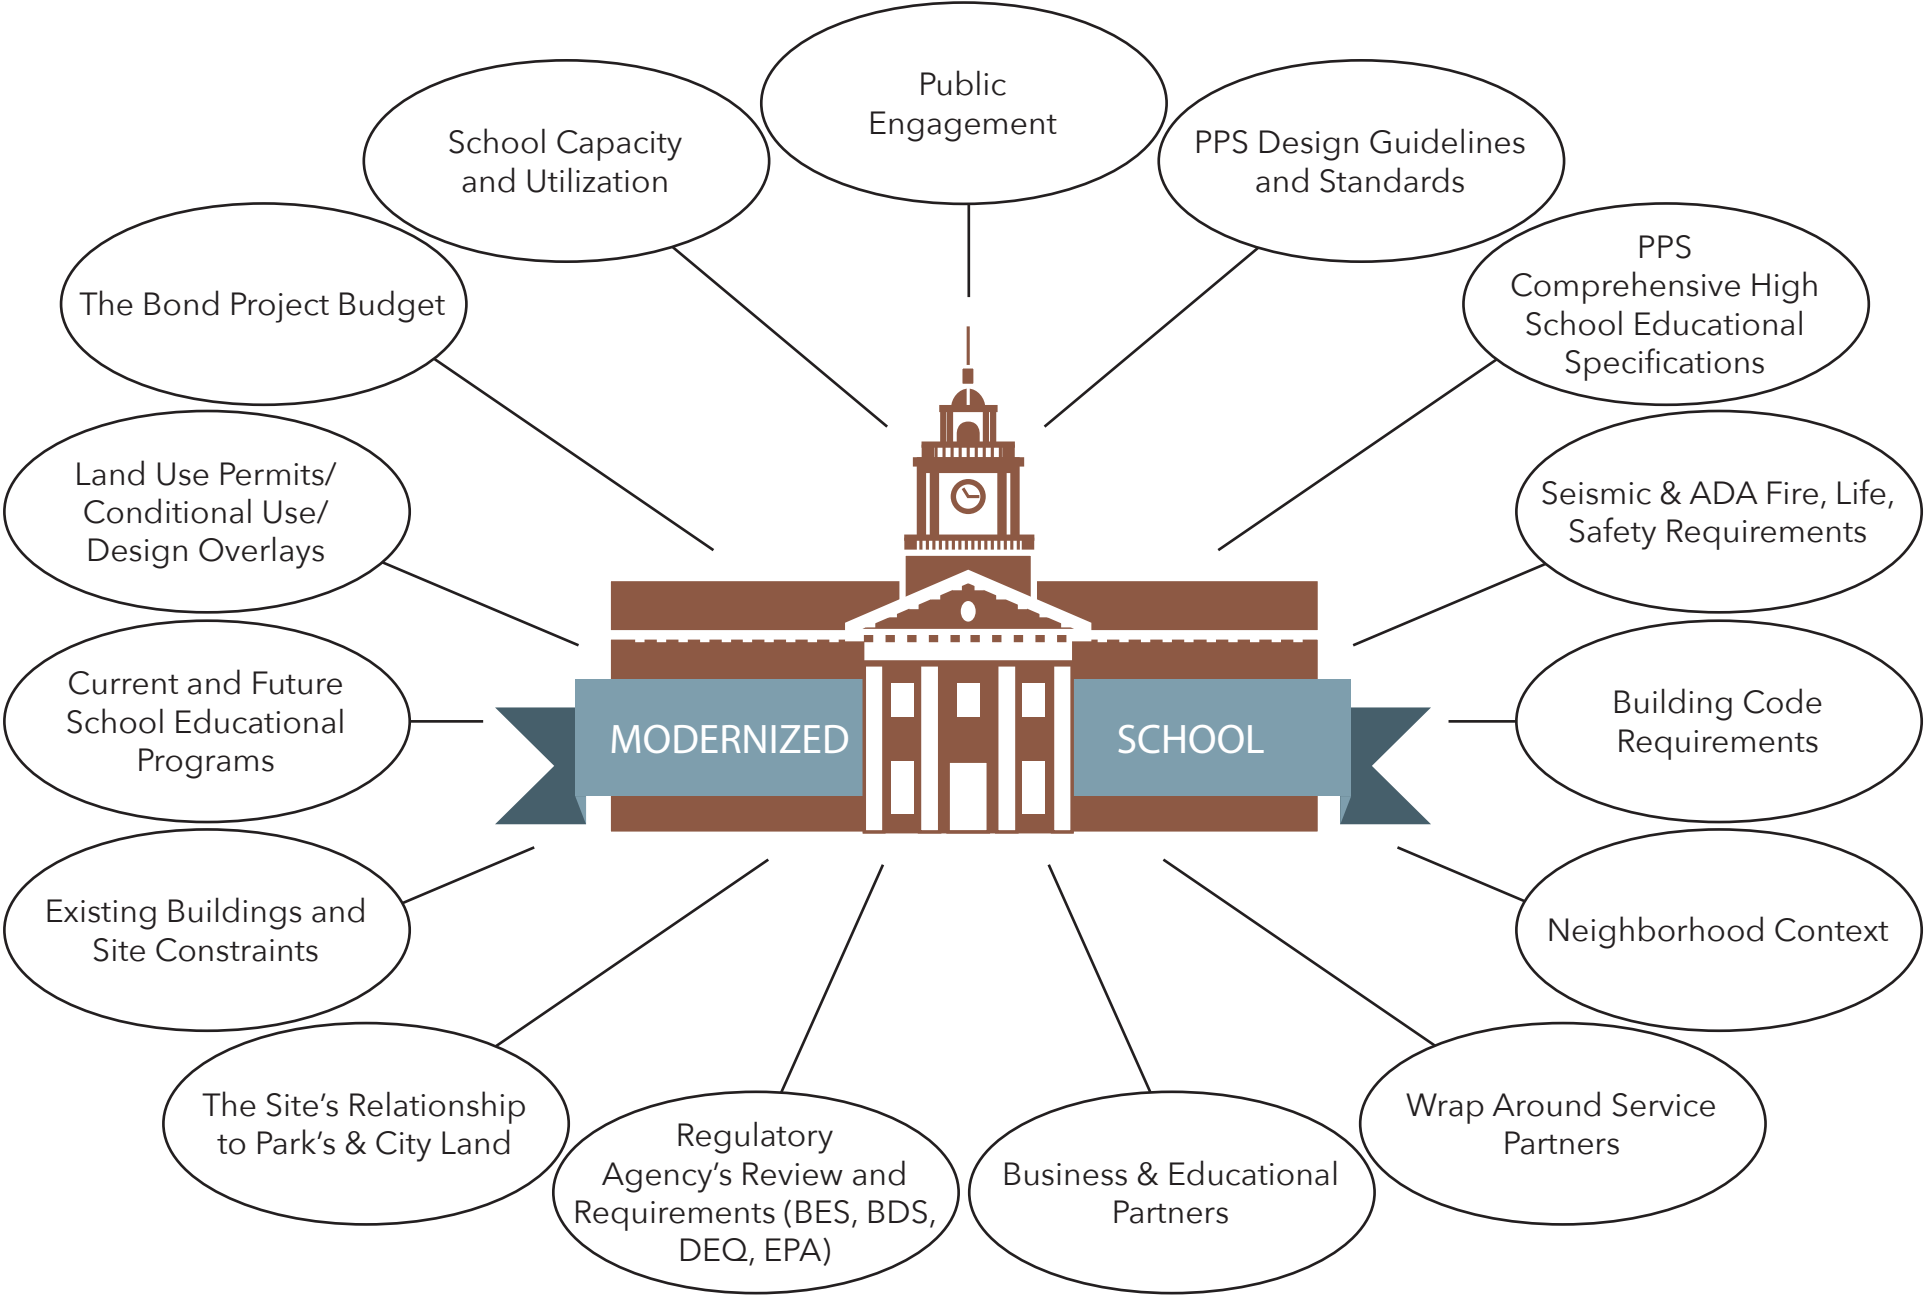 Public
Engagement
School Capacity
and Utilization
PPS Design Guidelines
and Standards
The Bond Project Budget
PPS
Comprehensive High
School Educational
Specifications
Land Use Permits/
Conditional Use/
Design Overlays
Seismic & ADA Fire, Life,
Safety Requirements
Current and Future
School Educational
Programs
MODERNIZED
SCHOOL
Building Code
Requirements
Existing Buildings and
Site Constraints
Neighborhood Context
The Site’s Relationship
to Park’s & City Land
Regulatory
Agency’s Review and
Requirements (BES, BDS,
DEQ, EPA)
Business & Educational
Partners
Wrap Around Service
Partners